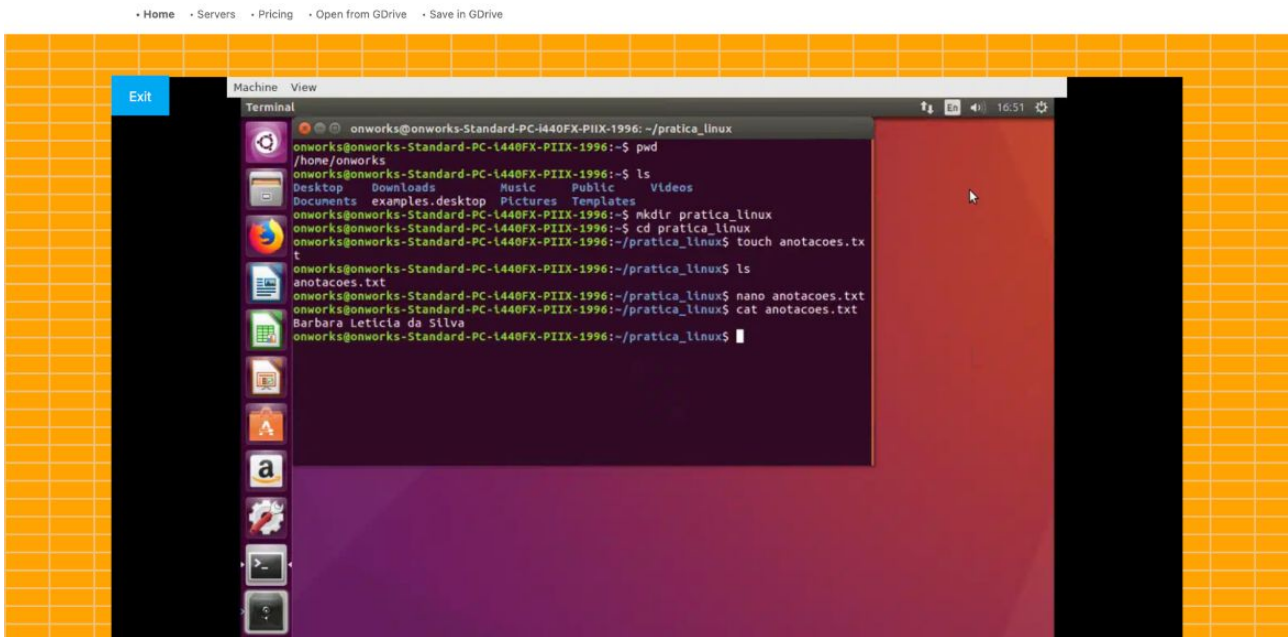 • Home • Servers • Pricing • Open from GDrive • Save in GDrive
Exit
Machine View
Terminal
En
16:51
onworks@onworks-Standard-PC-i440FX-PIIX-1996: ~/pratica_linux
onworks@onworks-Standard-PC-i440FX-PIIX-1996:~$ pwd
/home/onworks
onworks@onworks-Standard-PC-i440FX-PIIX-1996:~$ ls
Desktop Downloads Music Public Videos
Documents examples.desktop Pictures Templates
onworks@onworks-Standard-PC-i440FX-PIIX-1996:~$ mkdir pratica_linux
onworks@onworks-Standard-PC-i440FX-PIIX-1996:~$ cd pratica_linux
onworks@onworks-Standard-PC-i440FX-PIIX-1996:~/pratica_linux$ touch anotacoes.tx
t
onworks@onworks-Standard-PC-i440FX-PIIX-1996:~/pratica_linux$ ls
anotacoes.txt
onworks@onworks-Standard-PC-i440FX-PIIX-1996:~/pratica_linux$ nano anotacoes.txt
onworks@onworks-Standard-PC-i440FX-PIIX-1996:~/pratica_linux$ cat anotacoes.txt
Barbara Leticia da Silva
onworks@onworks-Standard-PC-i440FX-PIIX-1996:~/pratica_linux$